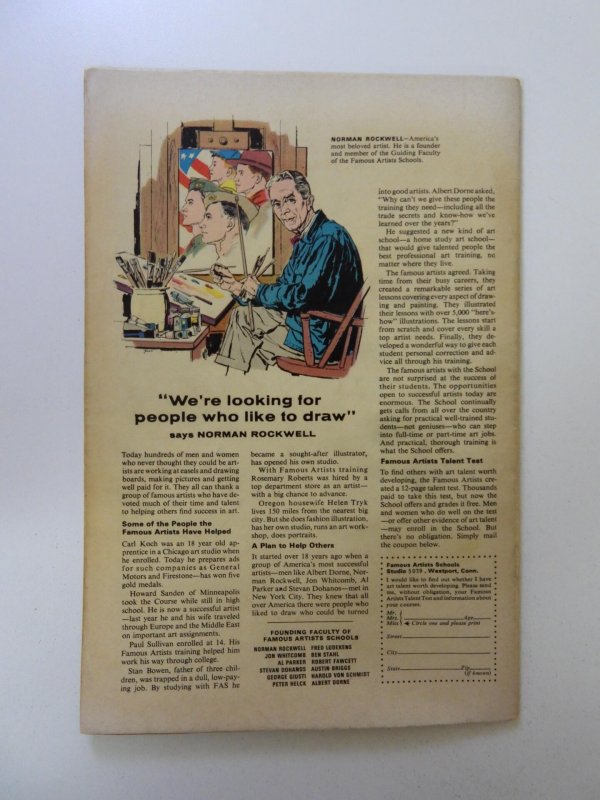 NORMAN ROCKWELL—America's
most beloved artist. He is a founder
and member of the Guiding Faculty
of the Famous Artists Schools.
"We're looking for
people who like to draw"
says NORMAN ROCKWELL
Today hundreds of men and women
who never thought they could be art-
ists are working at easels and drawing
boards, making pictures and getting
well paid for it. They all can thank a
group of famous artists who have de-
voted much of their time and talent
to helping others find success in art.
Some of the People the
Famous Artists Have Helped
Carl Koch was an 18 year old ap-
prentice in a Chicago art studio when
he enrolled. Today he prepares ads
for such companies as General
Motors and Firestone—has won five
gold medals.
Howard Sanden of Minneapolis
took the Course while still in high
school. He is now a successful artist
—last year he and his wife traveled
through Europe and the Middle East
on important art assignments.
Paul Sullivan enrolled at 14. His
Famous Artists training helped him
work his way through college.
Stan Bowen, father of three chil-
dren, was trapped in a dull, low-pay-
ing job. By studying with FAS he
became a sought-after illustrator,
has opened his own studio.
With Famous Artists training
Rosemary Roberts was hired by a
top department store as an artist—
with a big chance to advance.
Oregon housewife Helen Tryk
lives 150 miles from the nearest big
city. But she does fashion illustration,
has her own studio, runs an art work-
shop, does portraits.
A Plan to Help Others
It started over 18 years ago when a
group of America's most successful
artists—men like Albert Dorne, Nor-
man Rockwell, Jon Whitcomb, Al
Parker and Stevan Dohanos—met in
New York City. They knew that all
over America there were people who
liked to draw who could be turned
FOUNDING FACULTY OF
FAMOUS ARTISTS SCHOOLS
NORMAN ROCKWELL FRED LUDEKENS
JON WHITCOMB BEN STAHL
AL PARKER ROBERT FAWCETT
STEVAN DOHANOS AUSTIN BRIGGS
GEORGE GIUSTI HAROLD VON SCHMIDT
PETER HELCK ALBERT DORNE
into good artists. Albert Dorne asked,
"Why can't we give these people the
training they need—including all the
trade secrets and know-how we've
learned over the years?"
He suggested a new kind of art
school—a home study art school—
that would give talented people the
best professional art training, no
matter where they live.
The famous artists agreed. Taking
time from their busy careers, they
created a remarkable series of art
lessons covering every aspect of draw-
ing and painting. They illustrated
their lessons with over 5,000 "here's-
how" illustrations. The lessons start
from scratch and cover every skill a
top artist needs. Finally, they de-
veloped a wonderful way to give each
student personal correction and ad-
vice all through his training.
The famous artists with the School
are not surprised at the success of
their students. The opportunities
open to successful artists today are
enormous. The School continually
gets calls from all over the country
asking for practical well-trained stu-
dents—not geniuses—who can step
into full-time or part-time art jobs.
And practical, thorough training is
what the School offers.
Famous Artists Talent Test
To find others with art talent worth
developing, the Famous Artists cre-
ated a 12-page talent test. Thousands
paid to take this test, but now the
School offers and grades it free. Men
and women who do well on the test
—or offer other evidence of art talent
—may enroll in the School. But
there's no obligation. Simply mail
the coupon below.
Famous Artists Schools
Studio , Westport, Conn.
I would like to find out whether I have
art talent worth developing. Please send
me, without obligation, your Famous
Artists Talent Test and information about
your courses.
Mr.
Mrs. Age
Miss Circle one and please print
Street
City
State Zip
(if known)